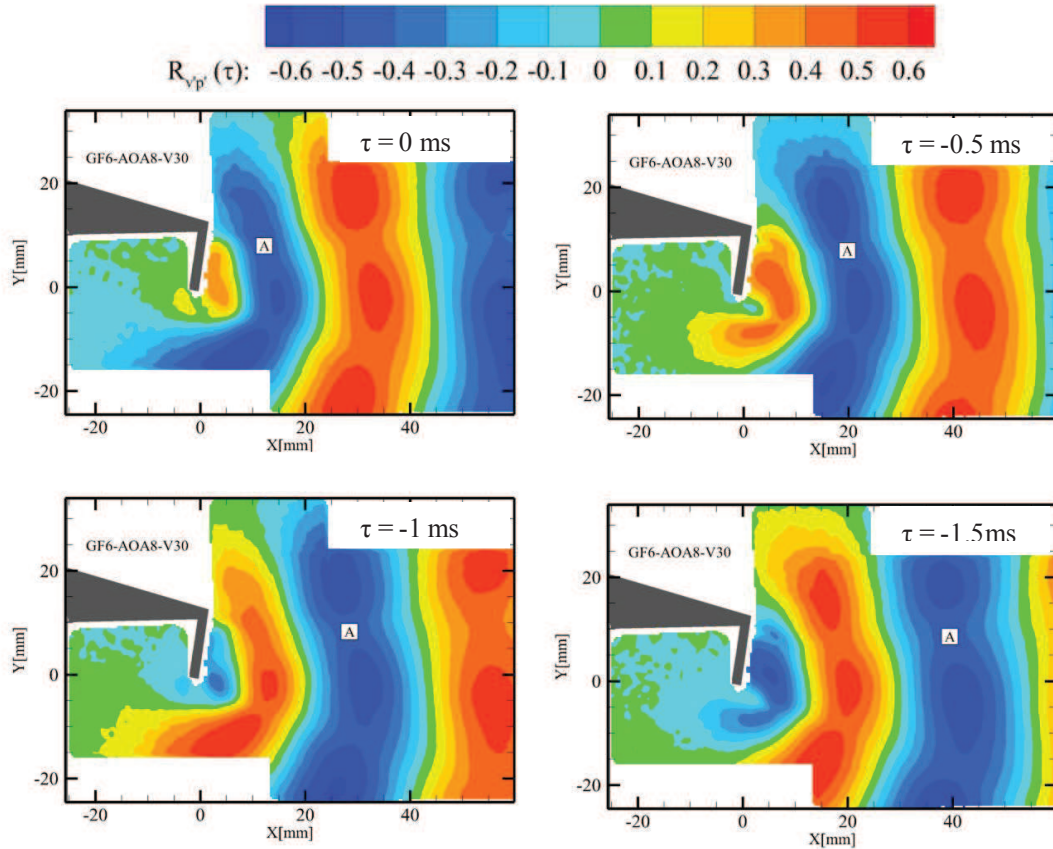 R_v'p' (τ): -0.6 -0.5 -0.4 -0.3 -0.2 -0.1 0 0.1 0.2 0.3 0.4 0.5 0.6
τ = 0 ms
GF6-AOA8-V30
A
20
0
-20
Y[mm]
-20 0 20 40
X[mm]
τ = -0.5 ms
GF6-AOA8-V30
A
20
0
-20
Y[mm]
-20 0 20 40
X[mm]
τ = -1 ms
GF6-AOA8-V30
A
20
0
-20
Y[mm]
-20 0 20 40
X[mm]
τ = -1.5ms
GF6-AOA8-V30
A
20
0
-20
Y[mm]
-20 0 20 40
X[mm]